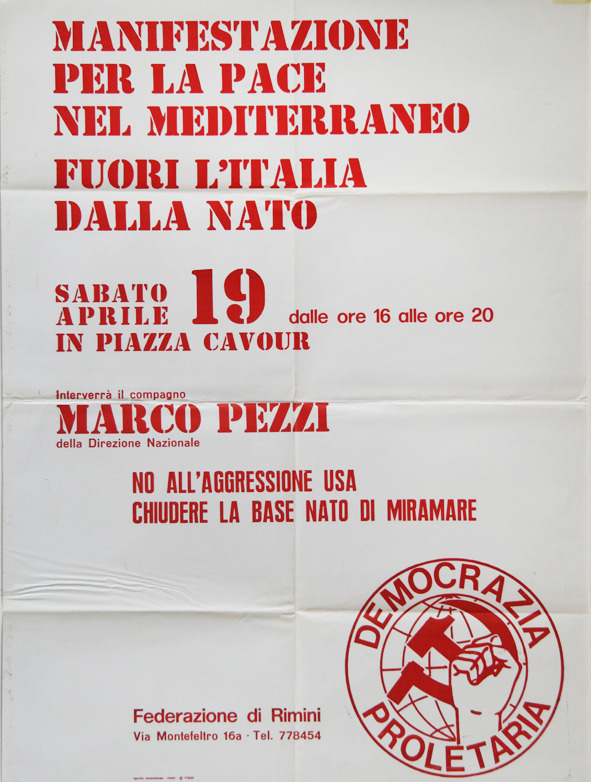 MANIFESTAZIONE
PER LA PACE
NEL MEDITERRANEO
FUORI L'ITALIA
DALLA NATO
SABATO 19
APRILE dalle ore 16 alle ore 20
IN PIAZZA CAVOUR
Interverrà il compagno
MARCO PEZZI
della Direzione Nazionale
NO ALL'AGGRESSIONE USA
CHIUDERE LA BASE NATO DI MIRAMARE
DEMOCRAZIA
PROLETARIA
Federazione di Rimini
Via Montefeltro 16a - Tel. 778454